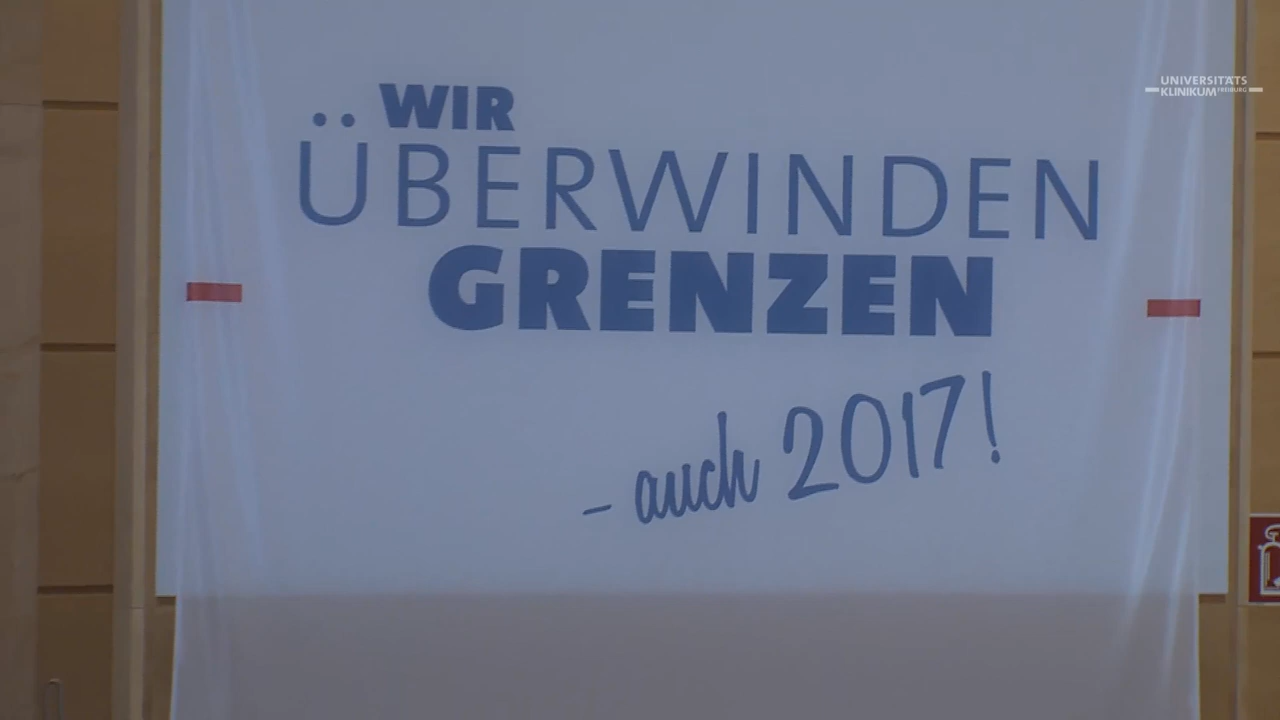 UNIVERSITÄTS
KLINIKUM FREIBURG
WIR
ÜBERWINDEN
GRENZEN
- auch 2017!